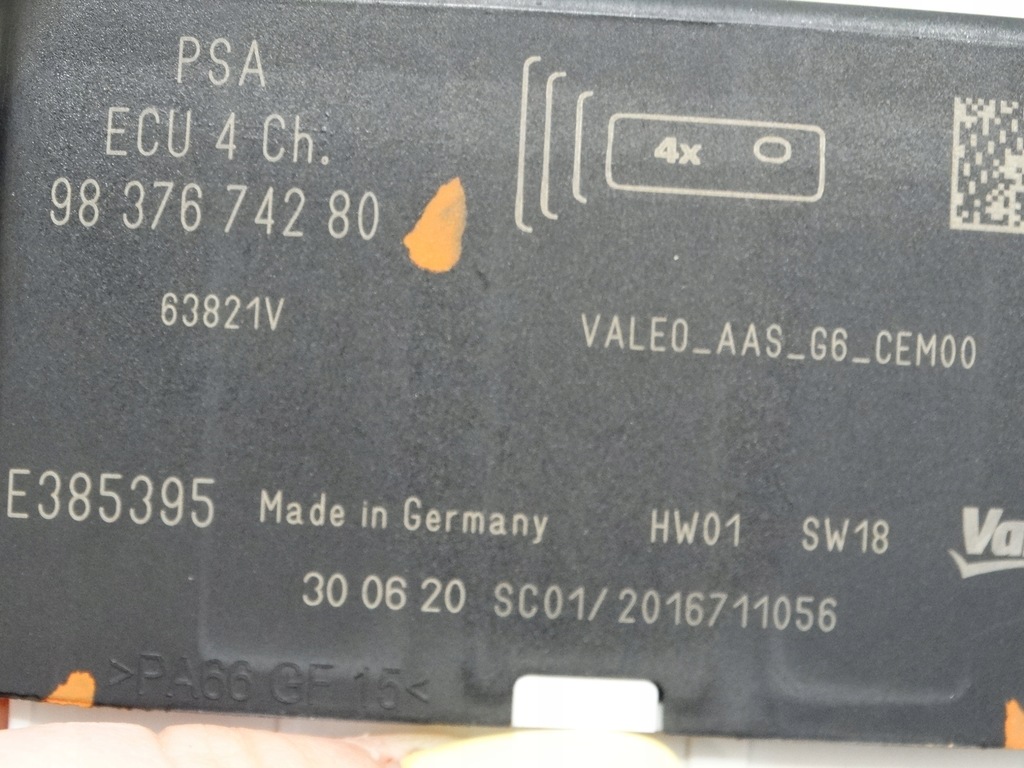 PSA
ECU 4 Ch.
98 376 742 80
4x
63821V
VALEO_AAS_G6_CEM00
E385395
Made in Germany
HW01
SW18
Va
30 06 20 SC01/2016711056
>PA66 GF 15<